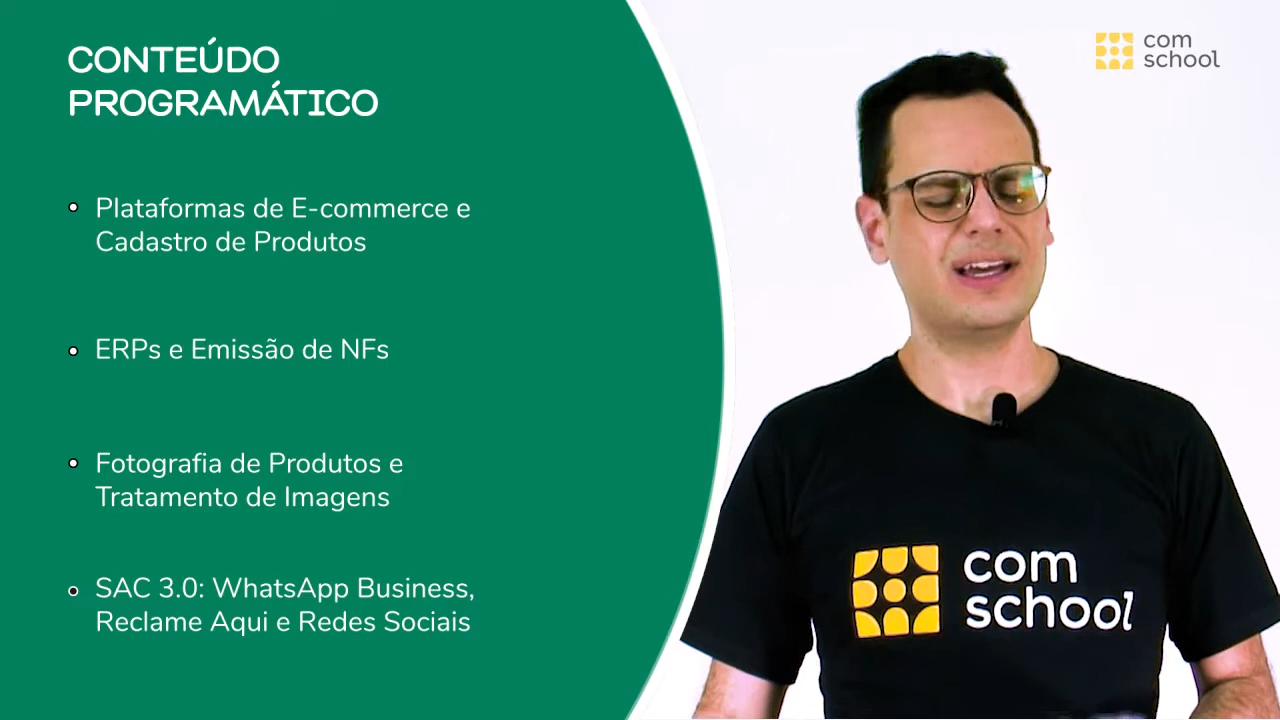 CONTEÚDO
PROGRAMÁTICO
Plataformas de E-commerce e
Cadastro de Produtos
ERPs e Emissão de NFs
Fotografia de Produtos e
Tratamento de Imagens
SAC 3.0: WhatsApp Business,
Reclame Aqui e Redes Sociais
com
school
com
school